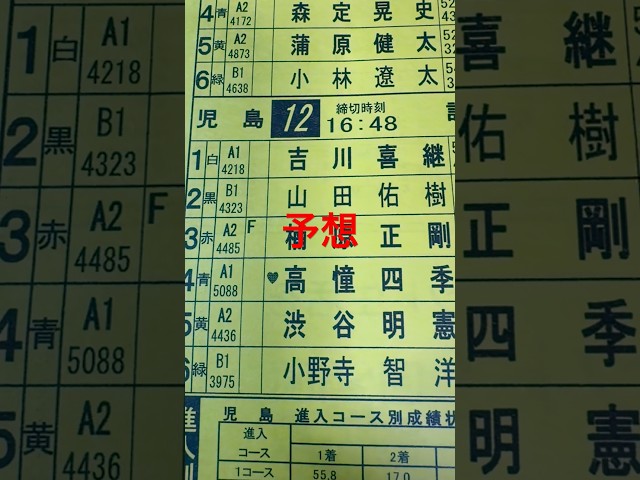 4 青 A2 4172 森定晃史
5 黄 A2 4873 蒲原健太
6 緑 B1 4638 小林遼太
児島 12 締切時刻 16:48
1 白 A1 4218 吉川喜継
2 黒 B1 4323 山田佑樹
3 赤 A2 4485 F 正剛
予想
4 青 A1 5088 ♥高憧四季
5 黄 A2 4436 渋谷明憲
6 緑 B1 3975 小野寺智洋
児島 進入コース別成績
進入コース 1着 2着
1コース 55.8 17.0
1 白 A1 4218
2 黒 B1 4323
3 赤 A2 4485 F
4 青 A1 5088
5 黄 A2 4436
喜継
佑樹
正剛
四季
明憲